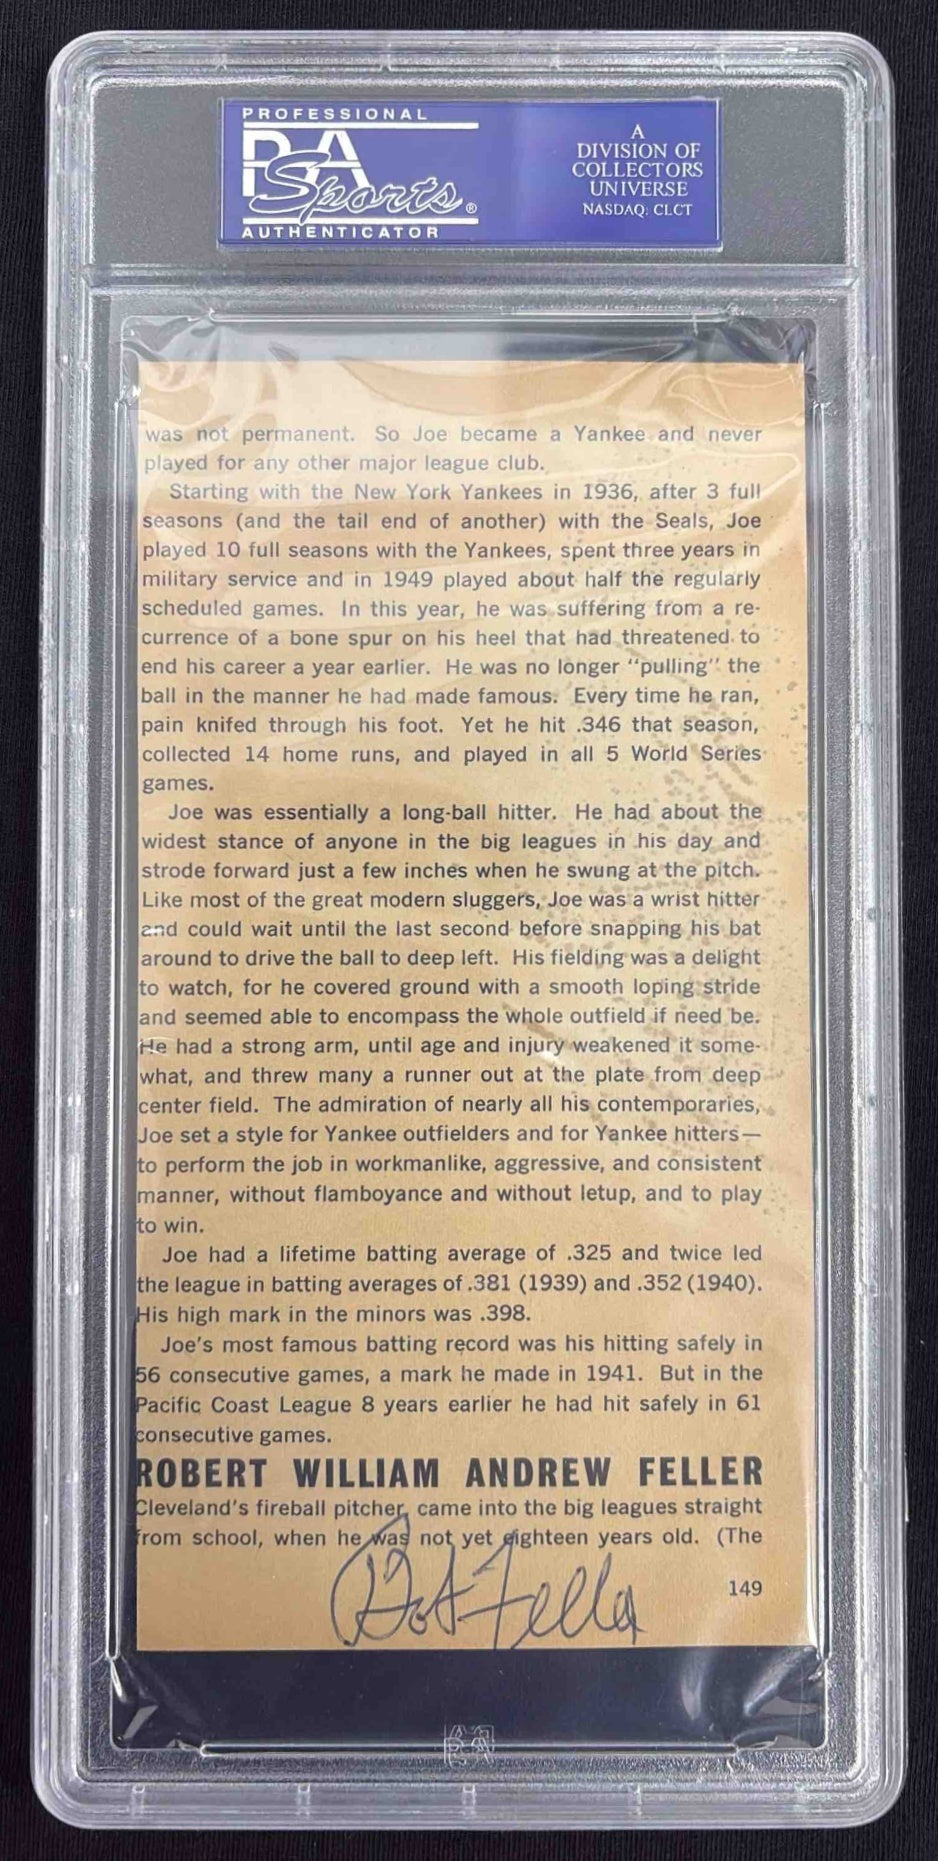 PROFESSIONAL
PSA
Sports®
AUTHENTICATOR
A
DIVISION OF
COLLECTORS
UNIVERSE
NASDAQ: CLCT
was not permanent. So Joe became a Yankee and never
played for any other major league club.
Starting with the New York Yankees in 1936, after 3 full
seasons (and the tail end of another) with the Seals, Joe
played 10 full seasons with the Yankees, spent three years in
military service and in 1949 played about half the regularly
scheduled games. In this year, he was suffering from a re-
currence of a bone spur on his heel that had threatened to
end his career a year earlier. He was no longer "pulling" the
ball in the manner he had made famous. Every time he ran,
pain knifed through his foot. Yet he hit .346 that season,
collected 14 home runs, and played in all 5 World Series
games.
Joe was essentially a long-ball hitter. He had about the
widest stance of anyone in the big leagues in his day and
strode forward just a few inches when he swung at the pitch.
Like most of the great modern sluggers, Joe was a wrist hitter
and could wait until the last second before snapping his bat
around to drive the ball to deep left. His fielding was a delight
to watch, for he covered ground with a smooth loping stride
and seemed able to encompass the whole outfield if need be.
He had a strong arm, until age and injury weakened it some-
what, and threw many a runner out at the plate from deep
center field. The admiration of nearly all his contemporaries,
Joe set a style for Yankee outfielders and for Yankee hitters—
to perform the job in workmanlike, aggressive, and consistent
manner, without flamboyance and without letup, and to play
to win.
Joe had a lifetime batting average of .325 and twice led
the league in batting averages of .381 (1939) and .352 (1940).
His high mark in the minors was .398.
Joe's most famous batting record was his hitting safely in
56 consecutive games, a mark he made in 1941. But in the
Pacific Coast League 8 years earlier he had hit safely in 61
consecutive games.
ROBERT WILLIAM ANDREW FELLER
Cleveland's fireball pitcher, came into the big leagues straight
from school, when he was not yet eighteen years old. (The
149
Bob Feller
PSA